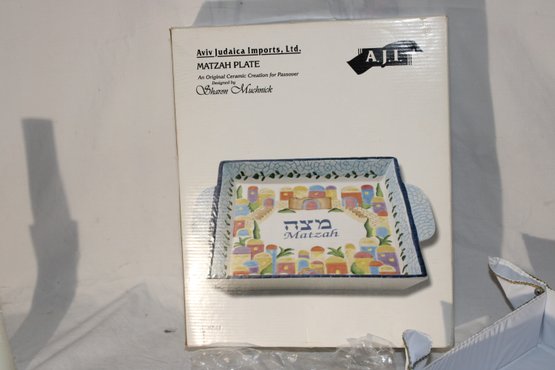 Aviv Judaica Imports, Ltd.
MATZAH PLATE
An Original Ceramic Creation for Passover
Designed by
Sharon Muchnick
A.J.I.
מצה
Matzah